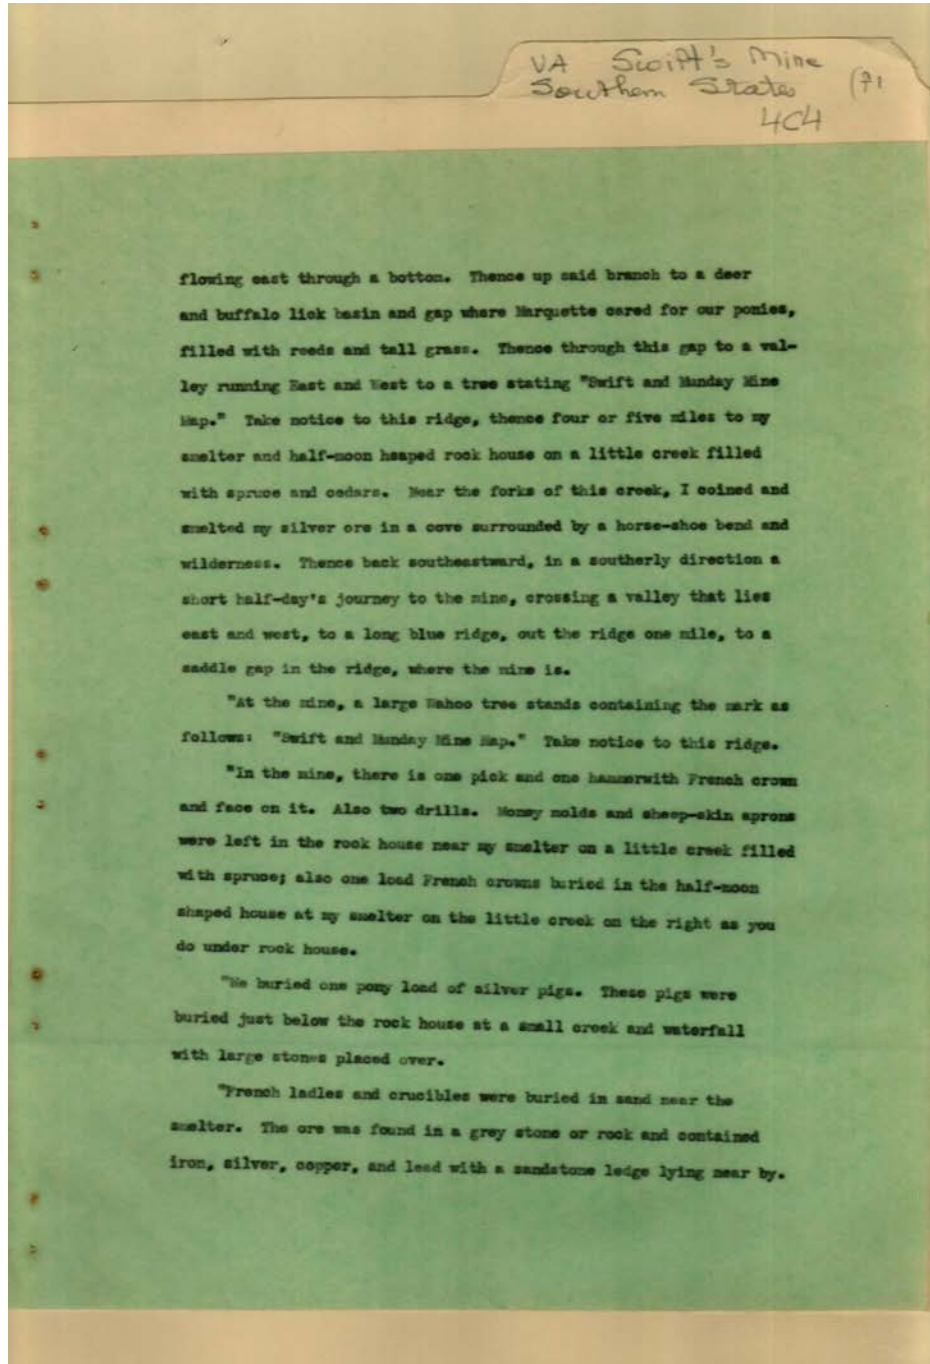 VA Swift's Mine
Southern States (71
4C4
flowing east through a bottom. Thence up said branch to a deer
and buffalo lick basin and gap where Marquette cared for our ponies,
filled with reeds and tall grass. Thence through this gap to a val-
ley running East and West to a tree stating "Swift and Munday Mine
Map." Take notice to this ridge, thence four or five miles to my
smelter and half-moon heaped rock house on a little creek filled
with spruce and cedars. Near the forks of this creek, I coined and
smelted my silver ore in a cove surrounded by a horse-shoe bend and
wilderness. Thence back southeastward, in a southerly direction a
short half-day's journey to the mine, crossing a valley that lies
east and west, to a long blue ridge, out the ridge one mile, to a
saddle gap in the ridge, where the mine is.
"At the mine, a large Wahoo tree stands containing the mark as
follows: "Swift and Munday Mine Map." Take notice to this ridge.
"In the mine, there is one pick and one hammerwith French crown
and face on it. Also two drills. Money molds and sheep-skin aprons
were left in the rock house near my smelter on a little creek filled
with spruce; also one load French crowns buried in the half-moon
shaped house at my smelter on the little creek on the right as you
do under rock house.
"We buried one pony load of silver pigs. These pigs were
buried just below the rock house at a small creek and waterfall
with large stones placed over.
"French ladles and crucibles were buried in sand near the
smelter. The ore was found in a grey stone or rock and contained
iron, silver, copper, and lead with a sandstone ledge lying near by.